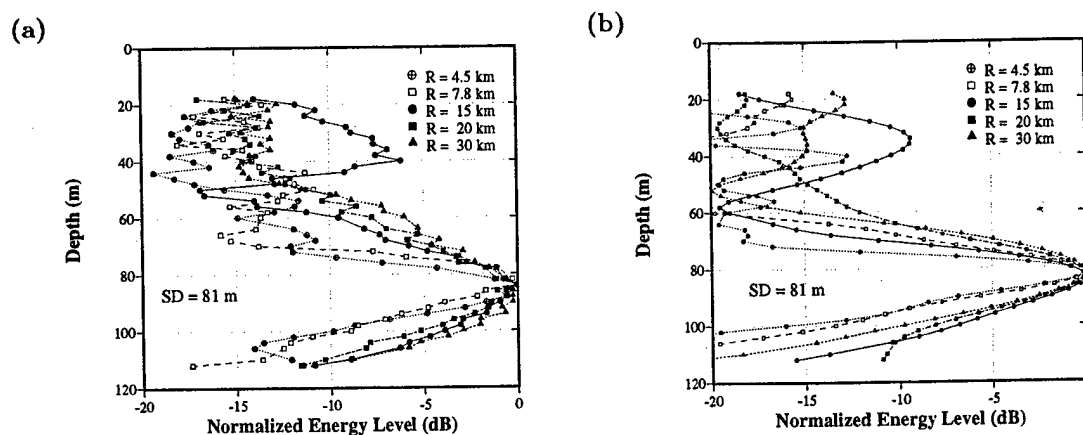 (a)
0
20
40
60
80
100
120
Depth (m)
R = 4.5 km
R = 7.8 km
R = 15 km
R = 20 km
R = 30 km
SD = 81 m
-20
-15
-10
-5
0
Normalized Energy Level (dB)
(b)
0
20
40
60
80
100
120
Depth (m)
R = 4.5 km
R = 7.8 km
R = 15 km
R = 20 km
R = 30 km
SD = 81 m
-20
-15
-10
-5
Normalized Energy Level (dB)